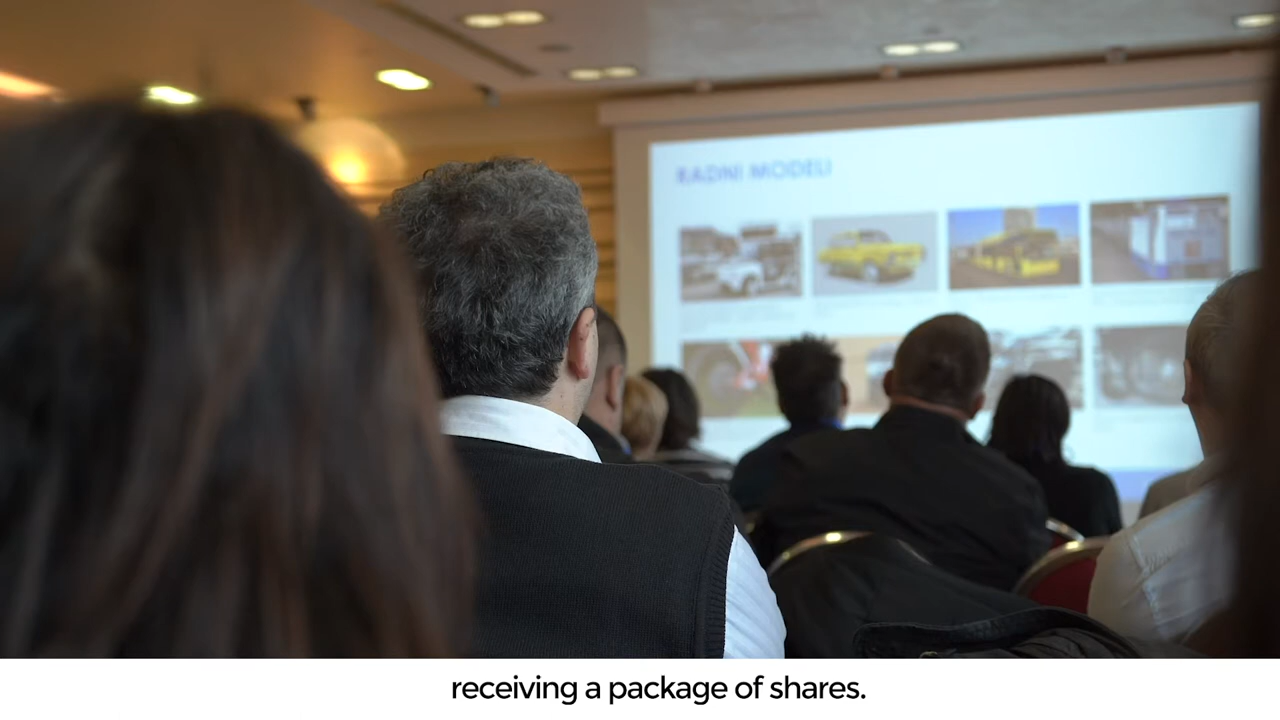 RADNI MODELI
receiving a package of shares.